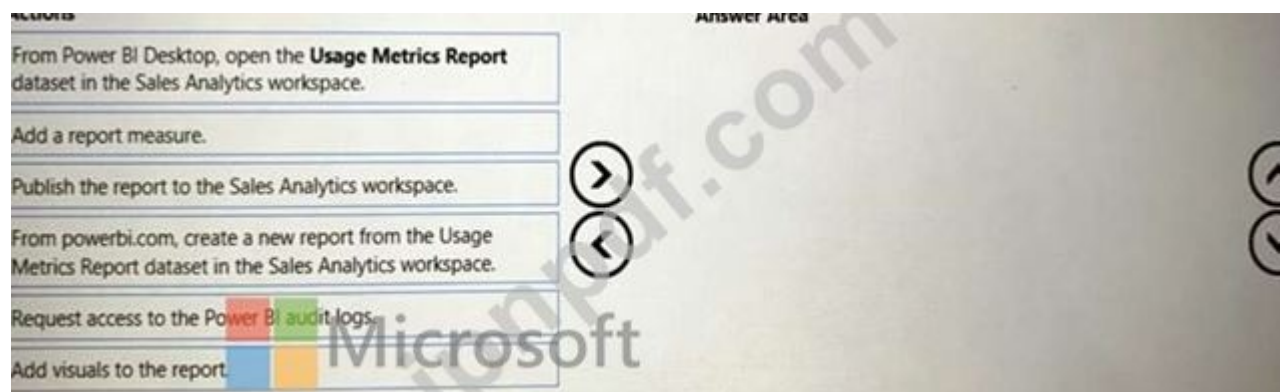 Actions
Answer Area
From Power BI Desktop, open the Usage Metrics Report
dataset in the Sales Analytics workspace.
Add a report measure.
Publish the report to the Sales Analytics workspace.
From powerbi.com, create a new report from the Usage
Metrics Report dataset in the Sales Analytics workspace.
Request access to the Power BI audit logs.
Add visuals to the report.
Microsoft